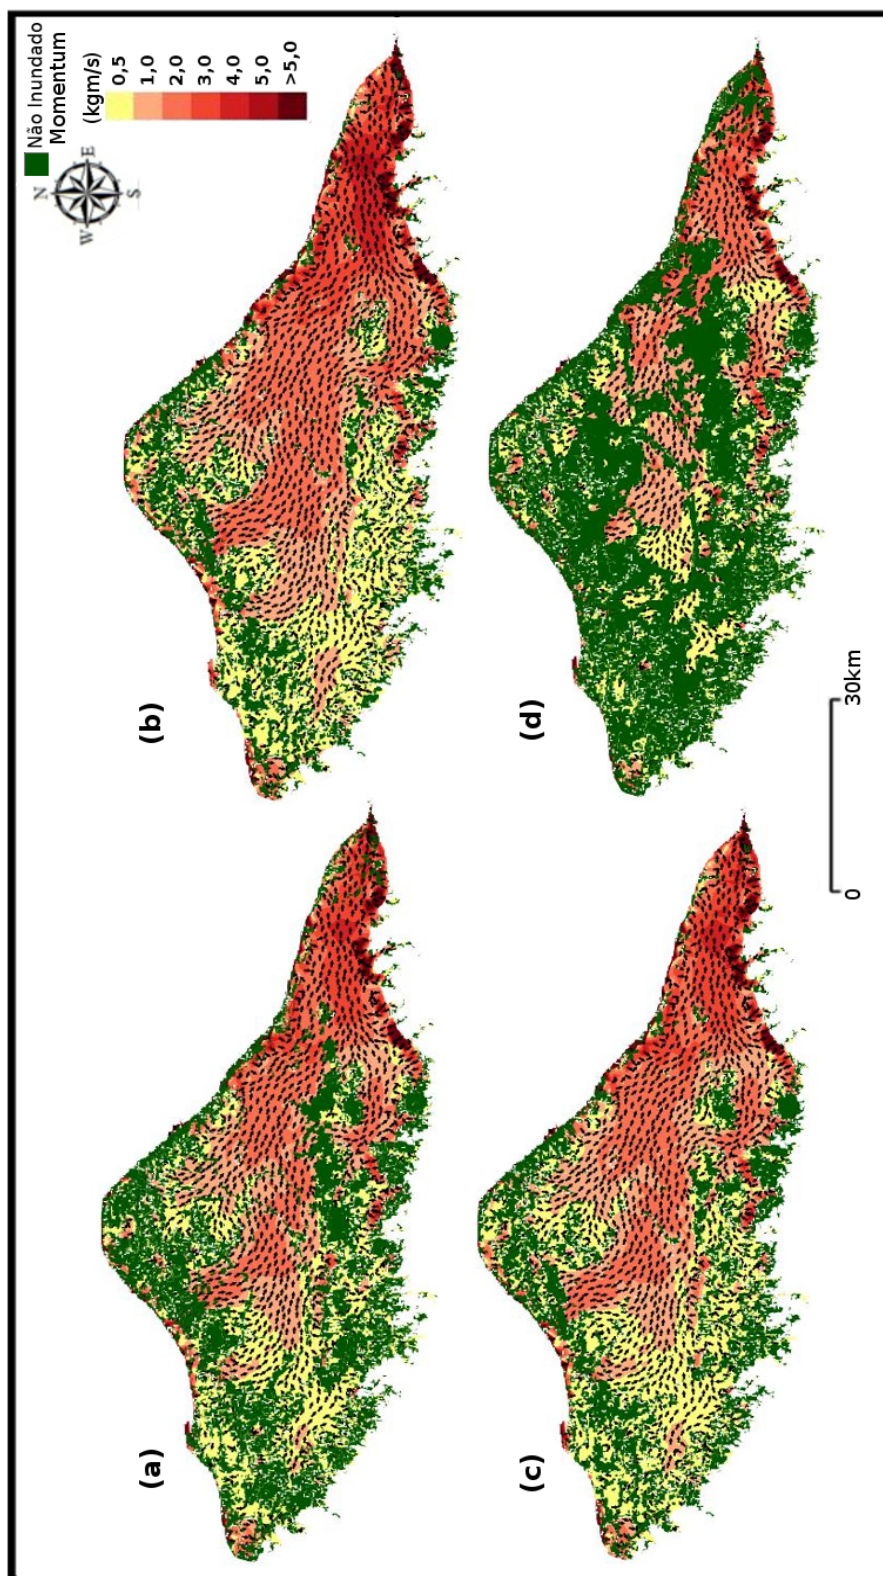 Não Inundado
Momentum
(kgm/s)
0,5
1,0
2,0
3,0
4,0
5,0
>5,0
N
E
S
W
(a)
(b)
(c)
(d)
0
30km